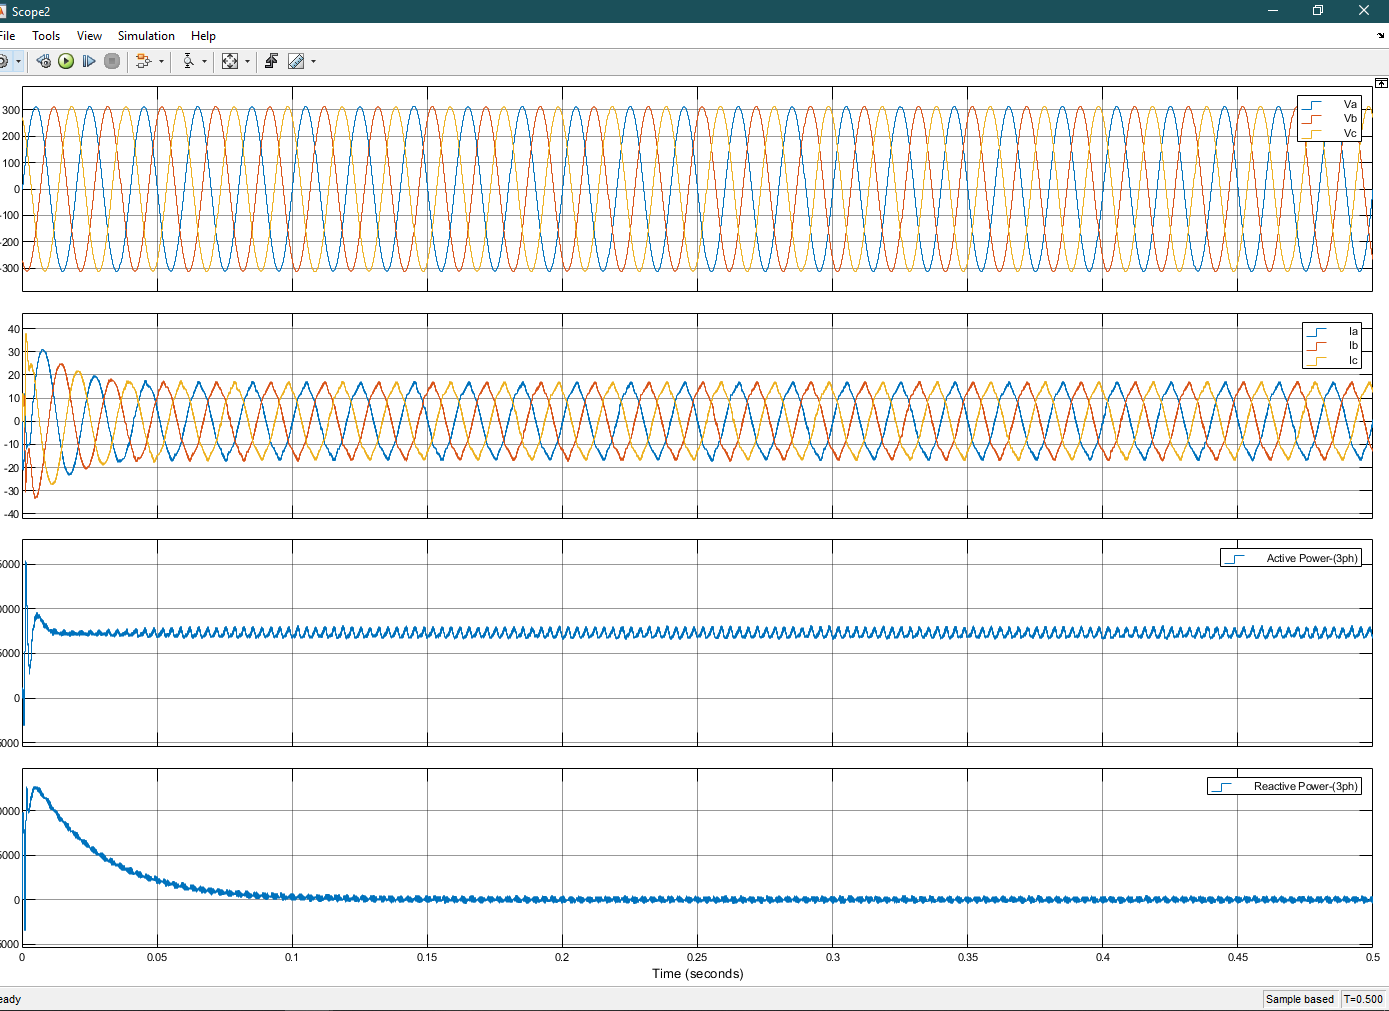 Scope2
File Tools View Simulation Help
300
200
100
0
-100
-200
-300
Va
Vb
Vc
40
30
20
10
0
-10
-20
-30
-40
Ia
Ib
Ic
5000
0000
5000
0
5000
Active Power-(3ph)
0000
5000
0
5000
Reactive Power-(3ph)
0 0.05 0.1 0.15 0.2 0.25 0.3 0.35 0.4 0.45 0.5
Time (seconds)
eady Sample based T=0.500